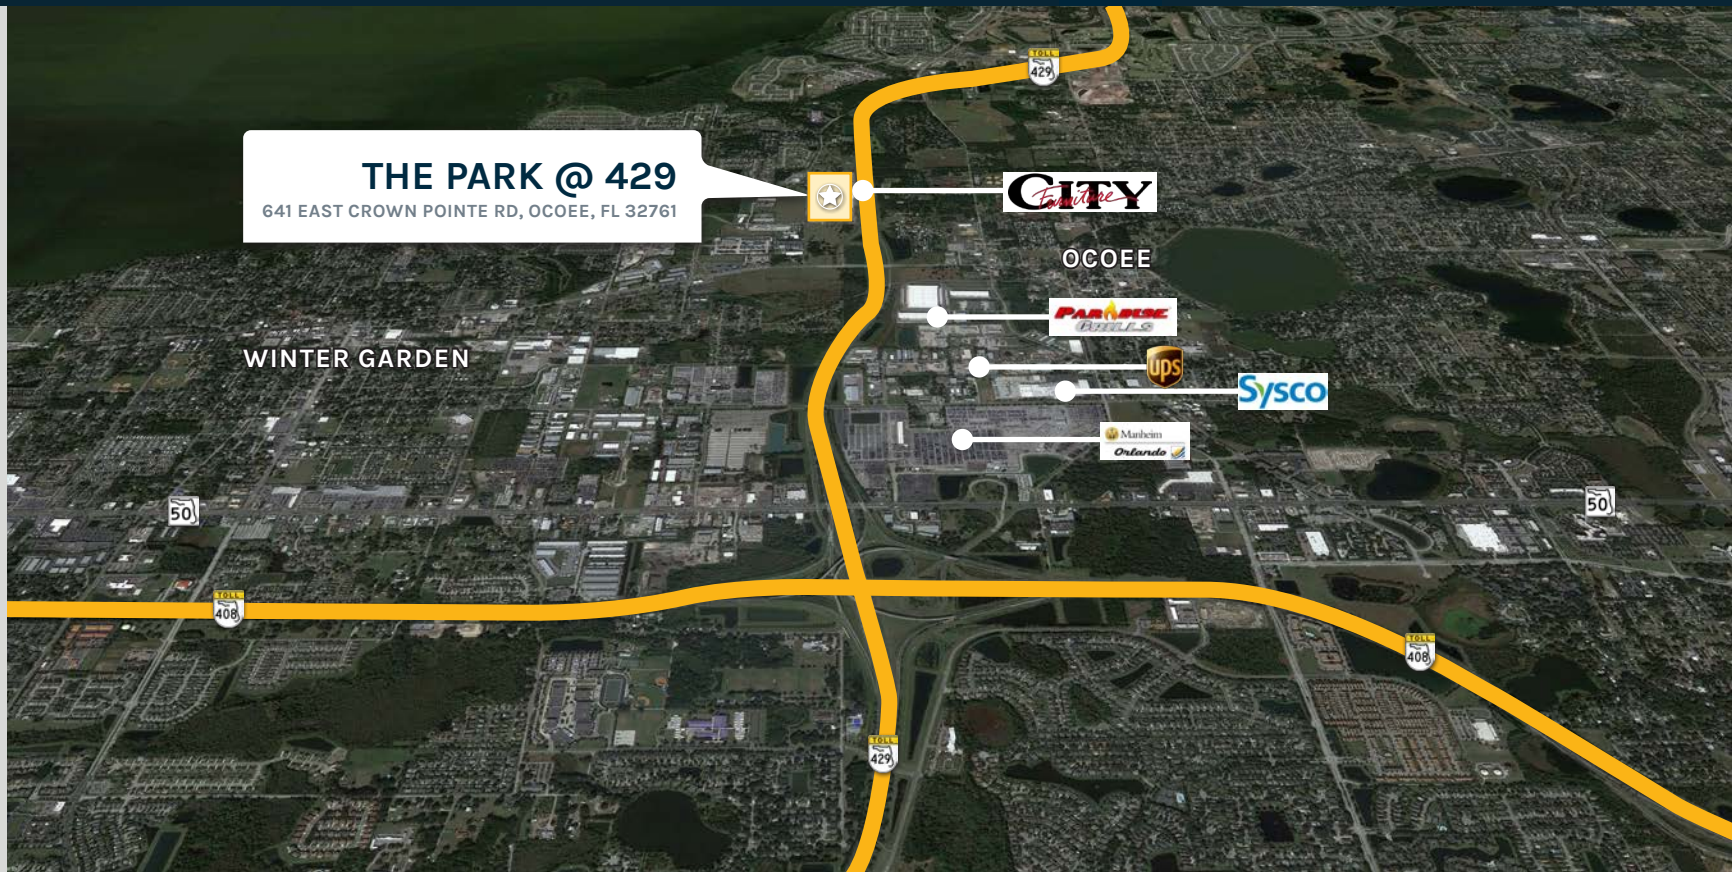 TOLL
429
THE PARK @ 429
641 EAST CROWN POINTE RD, OCOEE, FL 32761
CITY
Furniture
OCOEE
PARADISE
GRILLS
WINTER GARDEN
ups
Sysco
Manheim
Orlando
50
50
TOLL
408
TOLL
408
TOLL
429